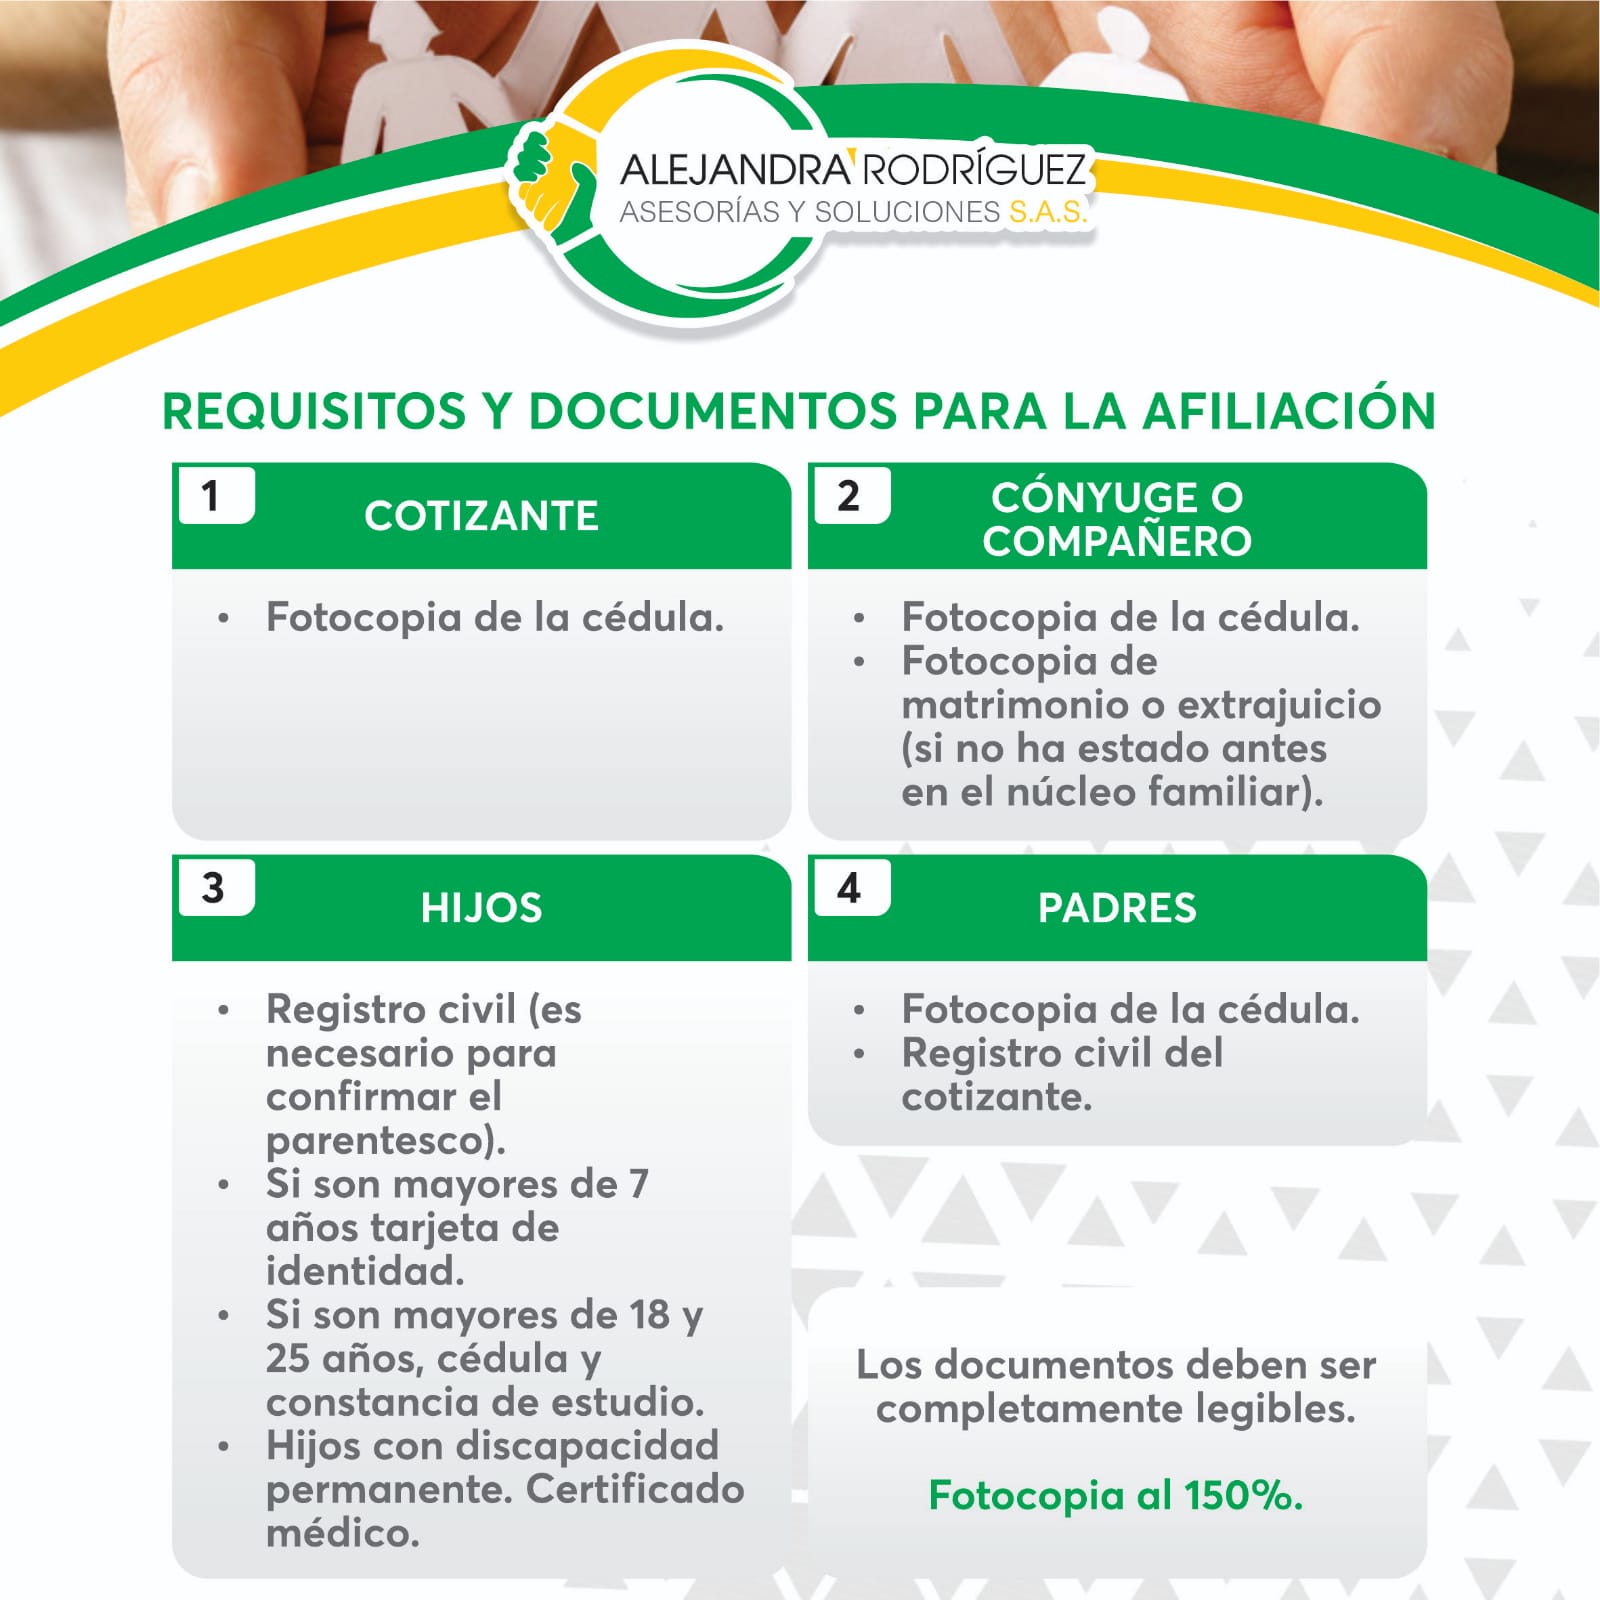 ALEJANDRA RODRÍGUEZ
ASESORÍAS Y SOLUCIONES S.A.S.
REQUISITOS Y DOCUMENTOS PARA LA AFILIACIÓN
1
COTIZANTE
• Fotocopia de la cédula.
2
CÓNYUGE O
COMPAÑERO
• Fotocopia de la cédula.
• Fotocopia de
matrimonio o extrajuicio
(si no ha estado antes
en el núcleo familiar).
3
HIJOS
• Registro civil (es
necesario para
confirmar el
parentesco).
• Si son mayores de 7
años tarjeta de
identidad.
• Si son mayores de 18 y
25 años, cédula y
constancia de estudio.
• Hijos con discapacidad
permanente. Certificado
médico.
4
PADRES
• Fotocopia de la cédula.
• Registro civil del
cotizante.
Los documentos deben ser
completamente legibles.
Fotocopia al 150%.